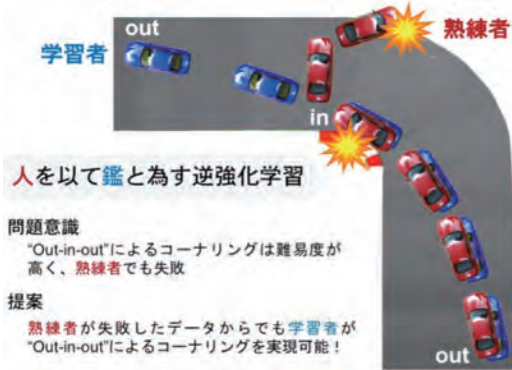 out
学習者
熟練者
in
人を以て鑑と為す逆強化学習
問題意識
“Out-in-out”によるコーナリングは難易度が
高く、熟練者でも失敗
提案
熟練者が失敗したデータからでも学習者が
“Out-in-out”によるコーナリングを実現可能！
out